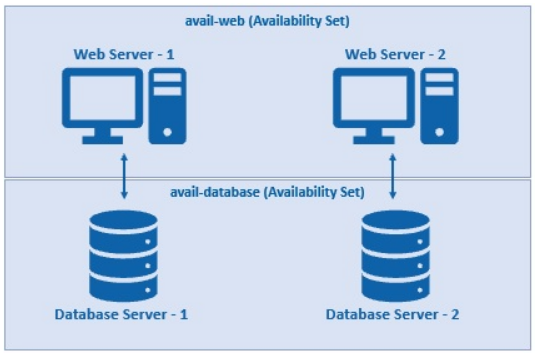 avail-web (Availability Set)
Web Server - 1
Web Server - 2
avail-database (Availability Set)
Database Server - 1
Database Server - 2